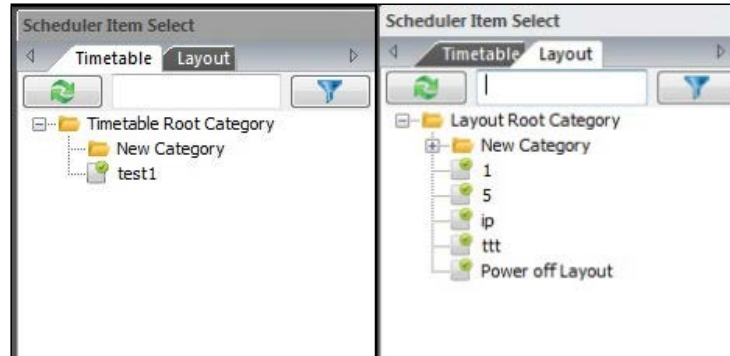 Scheduler Item Select
Timetable Layout
Timetable Root Category
New Category
test1
Scheduler Item Select
Timetable Layout
Layout Root Category
New Category
1
5
ip
ttt
Power off Layout